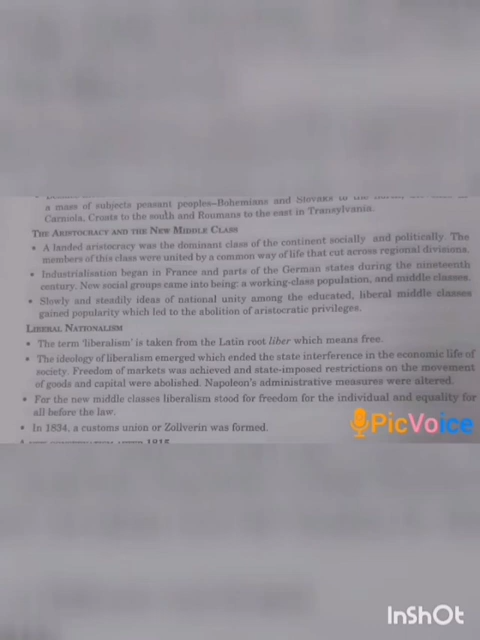 a mass of subjects peasant peoples–Bohemians and Slovaks to the
Carniola, Croats to the south and Roumans to the east in Transylvania.
THE ARISTOCRACY AND THE NEW MIDDLE CLASS
• A landed aristocracy was the dominant class of the continent socially and politically. The
members of this class were united by a common way of life that cut across regional divisions.
• Industrialisation began in France and parts of the German states during the nineteenth
century. New social groups came into being: a working-class population, and middle classes.
• Slowly and steadily ideas of national unity among the educated, liberal middle classes
gained popularity which led to the abolition of aristocratic privileges.
LIBERAL NATIONALISM
• The term 'liberalism' is taken from the Latin root liber which means free.
• The ideology of liberalism emerged which ended the state interference in the economic life of
society. Freedom of markets was achieved and state-imposed restrictions on the movement
of goods and capital were abolished. Napoleon's administrative measures were altered.
• For the new middle classes liberalism stood for freedom for the individual and equality for
all before the law.
• In 1834, a customs union or Zollverin was formed.
1815
PicVoice
InShOt